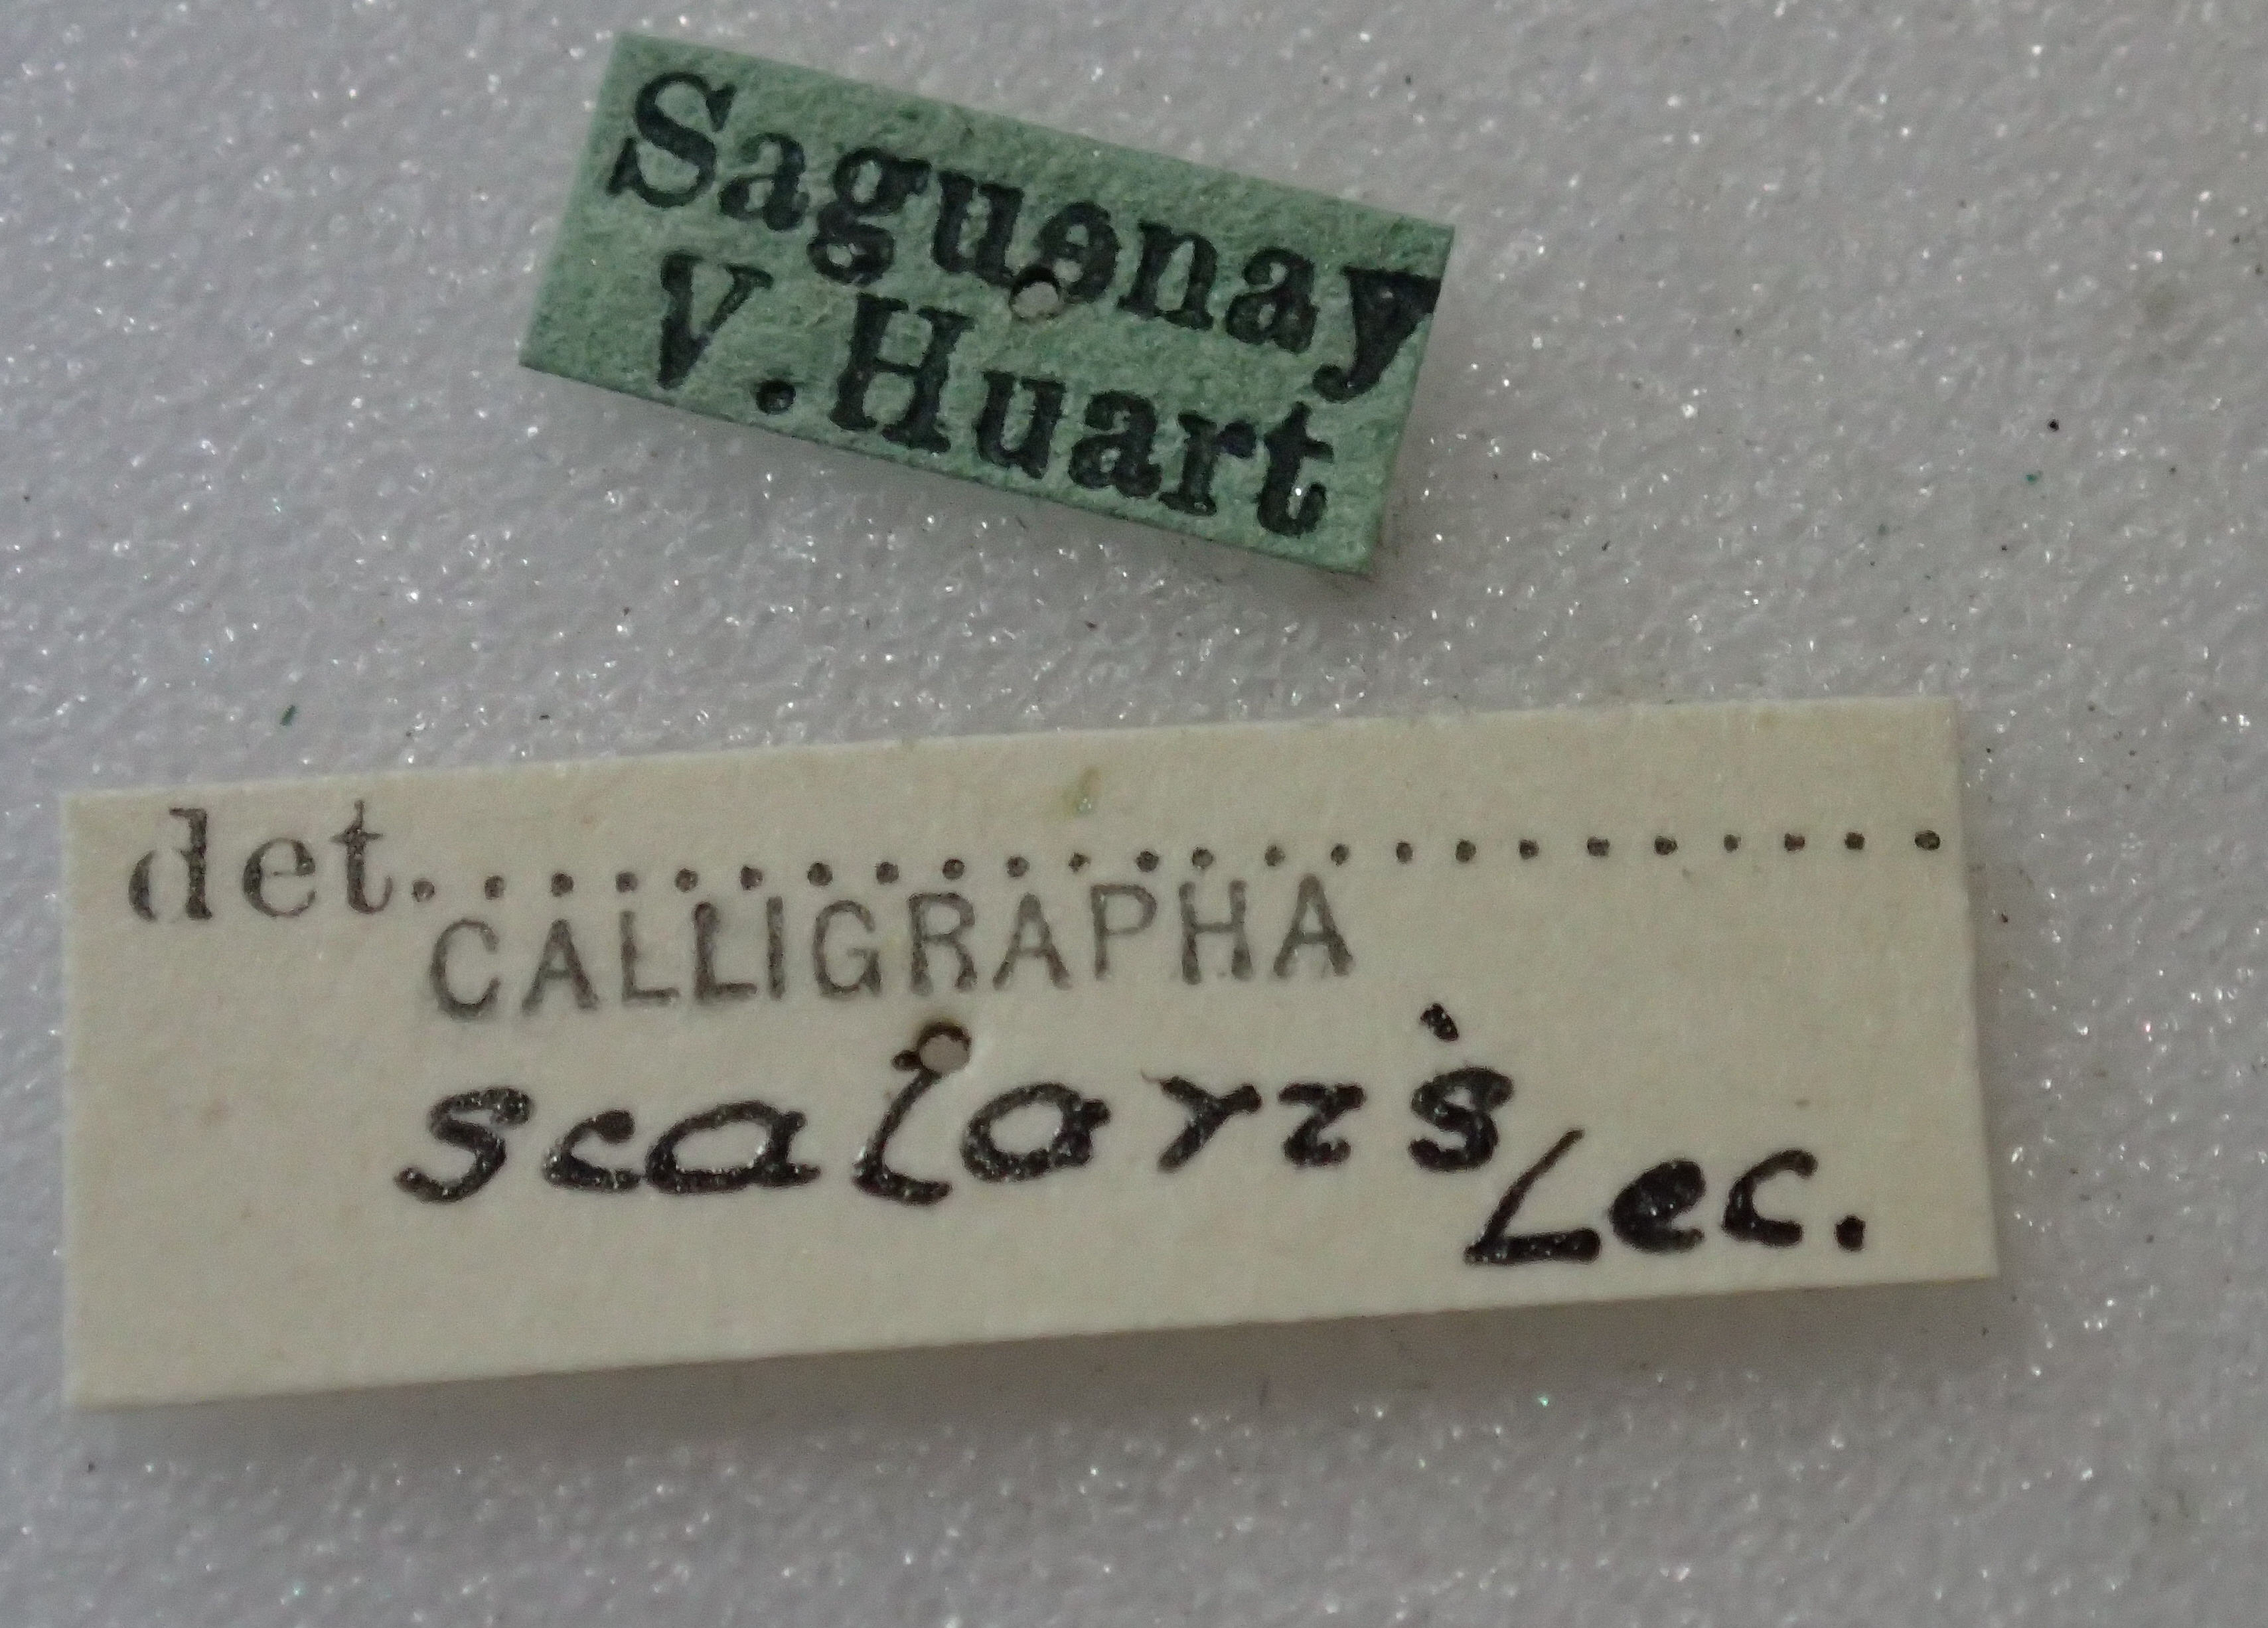 Saguenay
V. Huart
det..............................
CALLIGRAPHA
scalaris Lec.